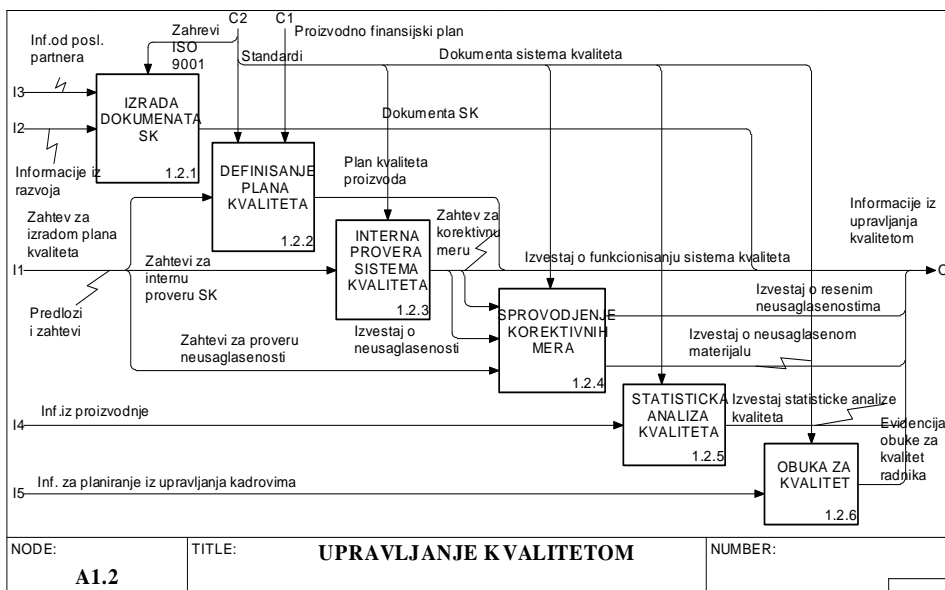 C2
C1
Zahrevi
ISO
9001
Proizvodno finansijski plan
Inf.od posl.
partnera
Standardi
Dokumenta sistema kvaliteta
I3
IZRADA
DOKUMENATA
SK
1.2.1
Dokumenta SK
I2
Informacije iz
razvoja
DEFINISANJE
PLANA
KVALITETA
1.2.2
Plan kvaliteta
proizvoda
Zahtev za
izradom plana
kvaliteta
INTERNA
PROVERA
SISTEMA
KVALITETA
1.2.3
Zahtev za
korektivnu
meru
Informacije iz
upravljanja
kvalitetom
I1
Zahtevi za
internu
proveru SK
Izvestaj o funkcionisanju sistema kvaliteta
Predlozi
i zahtevi
Izvestaj o resenim
neusaglasenostima
SPROVODJENJE
KOREKTIVNIH
MERA
1.2.4
Zahtevi za proveru
neusaglasenosti
Izvestaj o
neusaglasenosti
Izvestaj o neusaglasenom
materijalu
STATISTICKA
ANALIZA
KVALITETA
1.2.5
Izvestaj statisticke analize
kvaliteta
Inf.iz proizvodnje
I4
Evidencija
obuke za
kvalitet
radnika
OBUKA ZA
KVALITET
1.2.6
Inf. za planiranje iz upravljanja kadrovima
I5
NODE:
A1.2
TITLE:
UPRAVLJANJE KVALITETOM
NUMBER: